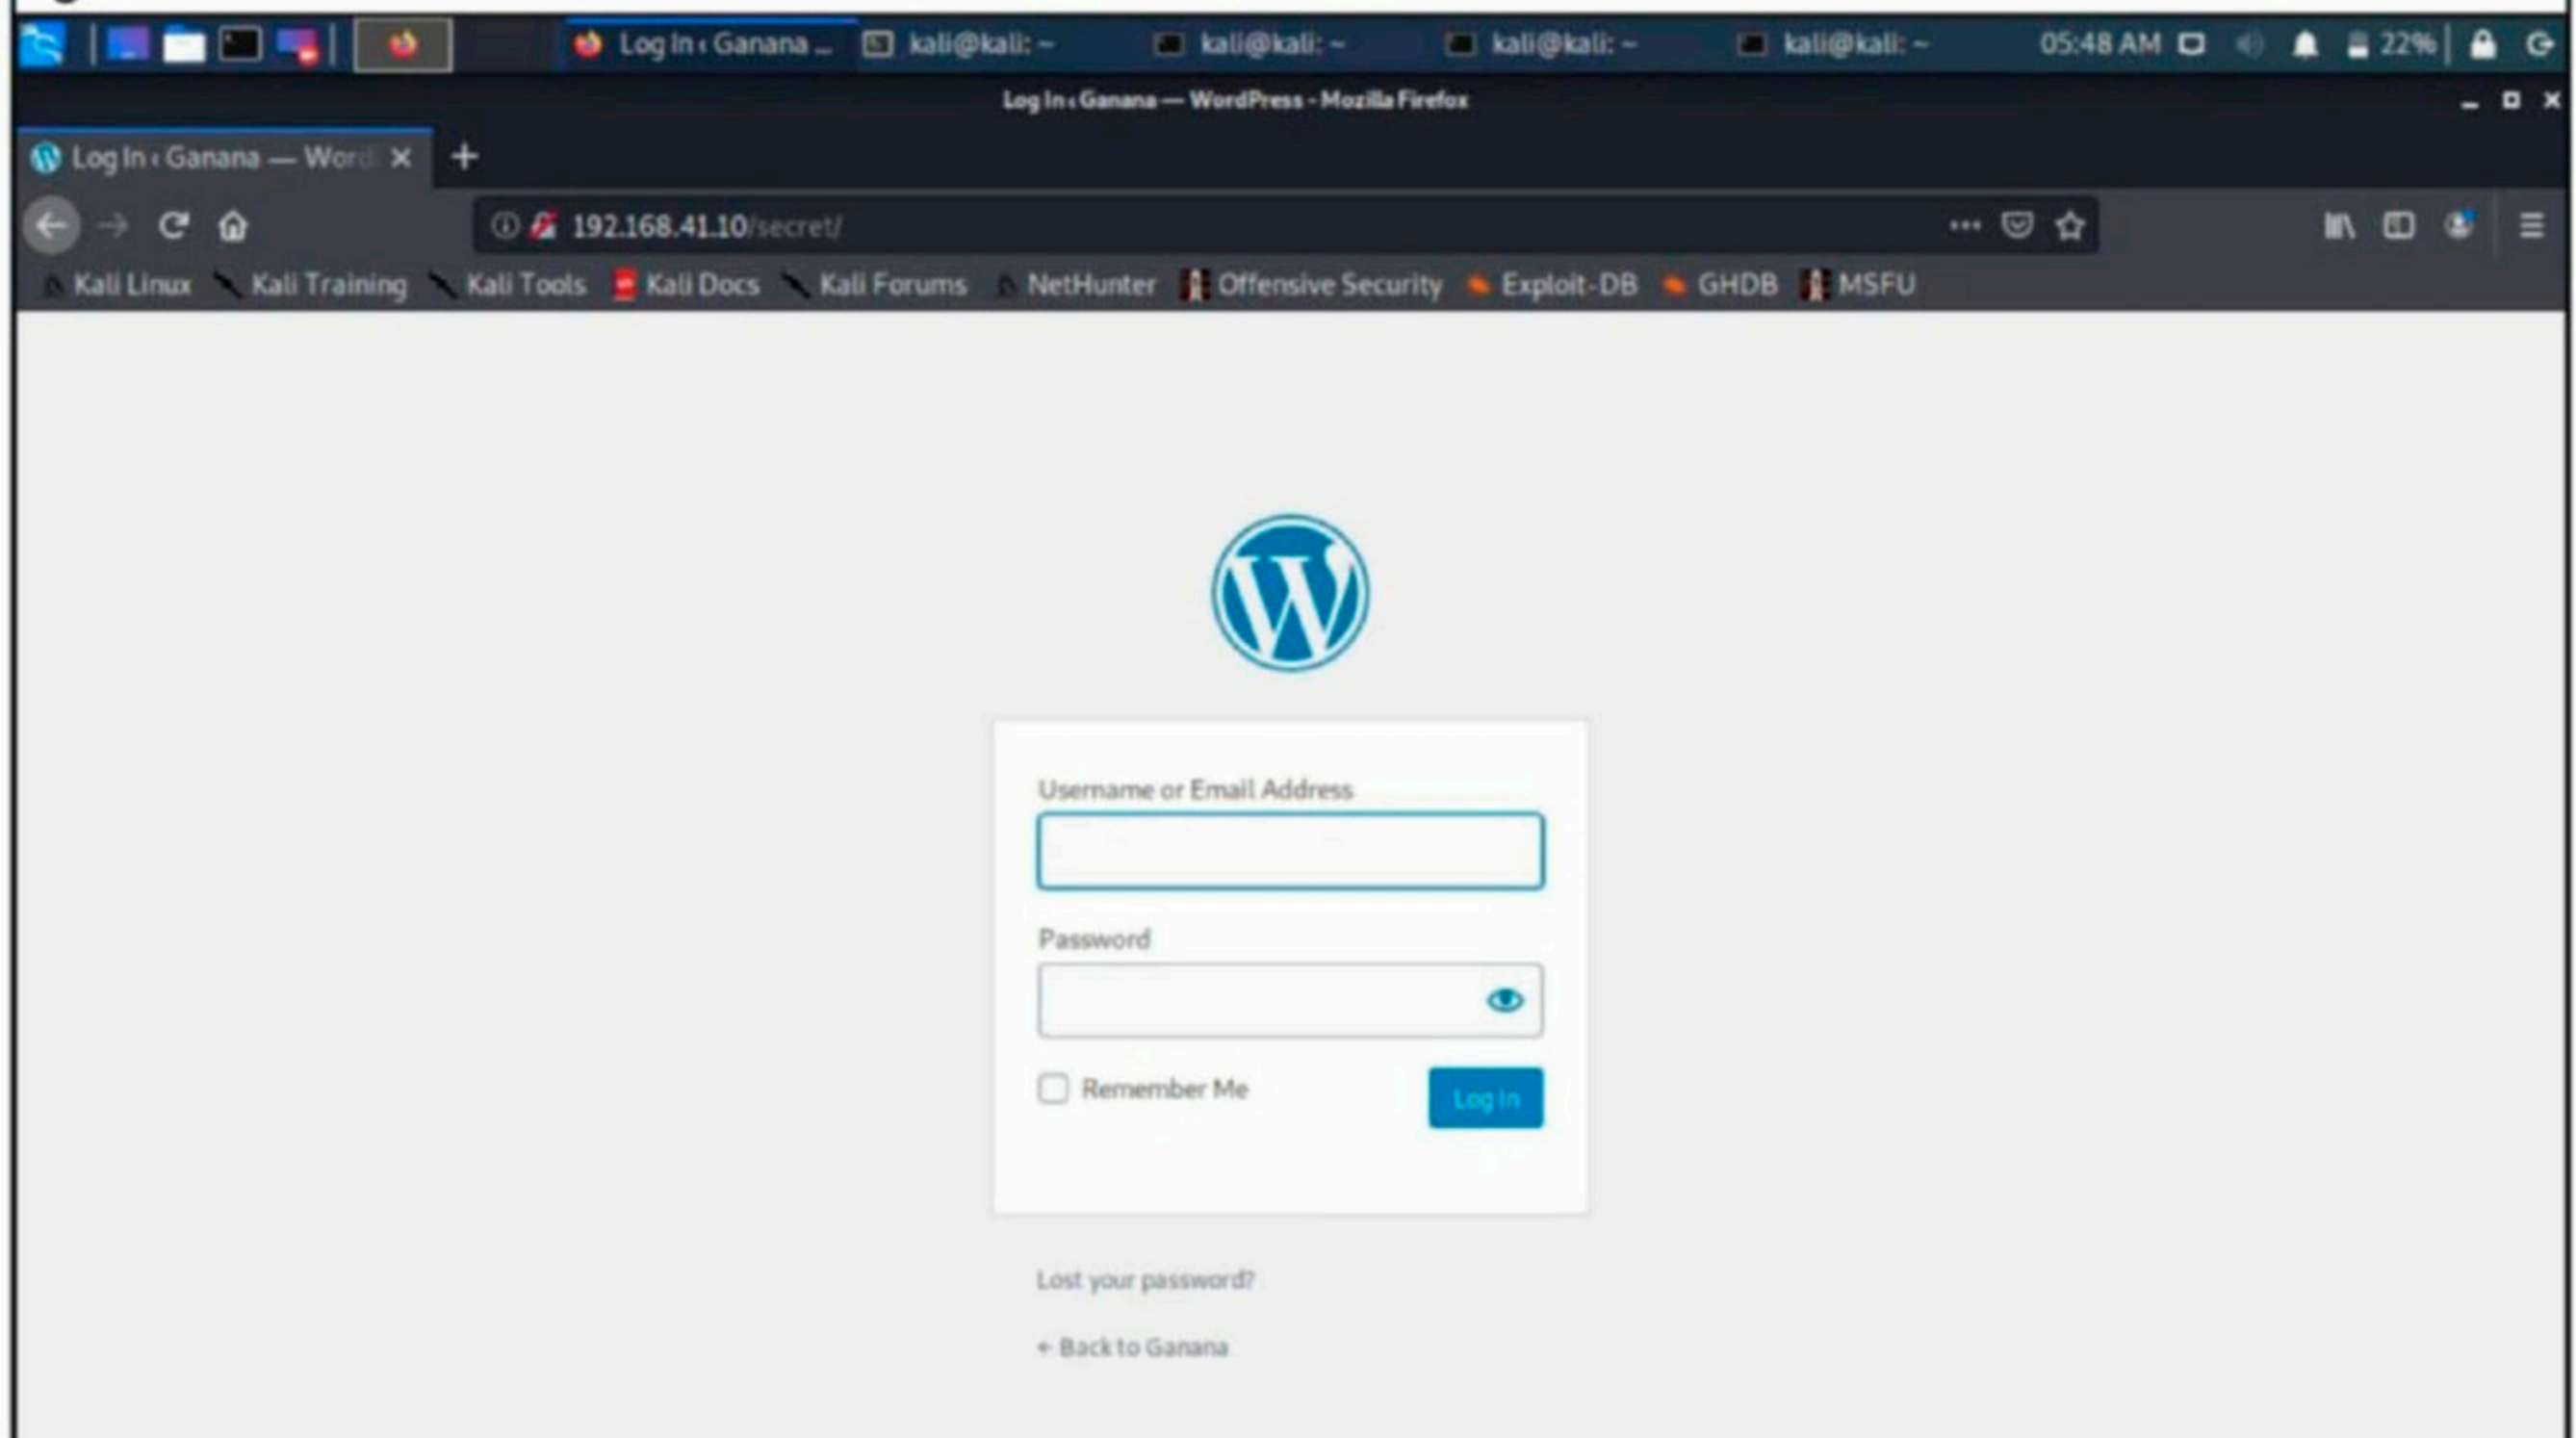 Log In ‹ Ganana ... kali@kali: ~ kali@kali: ~ kali@kali: ~ kali@kali: ~ 05:48 AM 22%
Log In ‹ Ganana — WordPress - Mozilla Firefox
Log In ‹ Ganana — Word
192.168.41.10/secret/
Kali Linux Kali Training Kali Tools Kali Docs Kali Forums NetHunter Offensive Security Exploit-DB GHDB MSFU
Username or Email Address
Password
Remember Me Log In
Lost your password?
← Back to Ganana